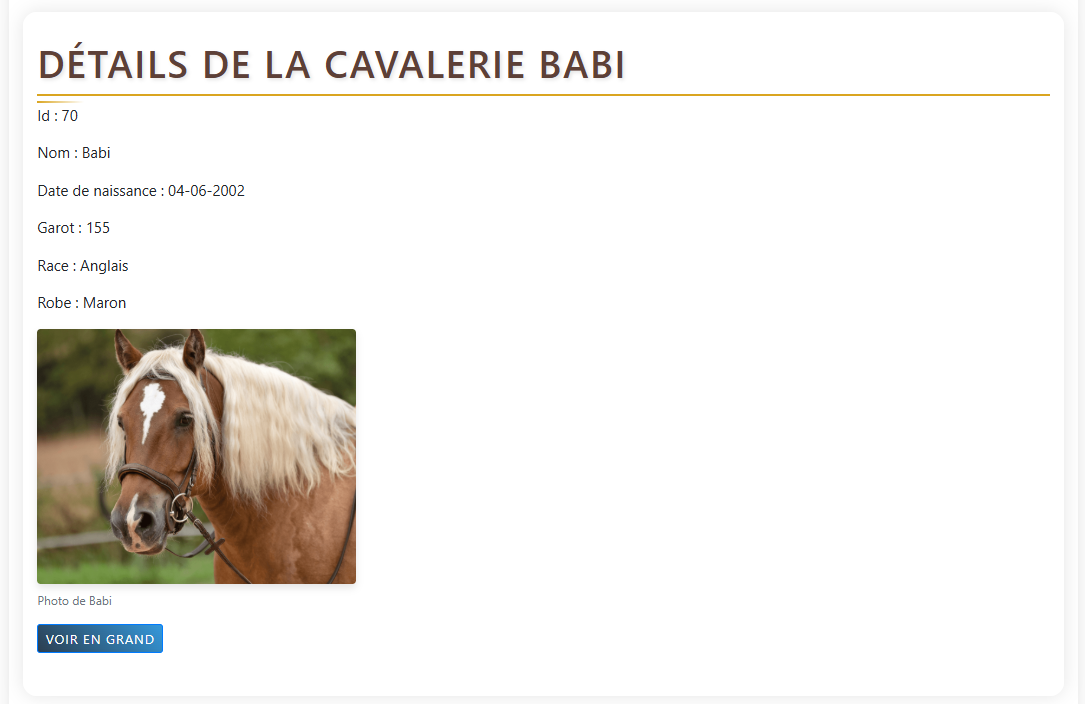 DÉTAILS DE LA CAVALERIE BABI
Id : 70
Nom : Babi
Date de naissance : 04-06-2002
Garot : 155
Race : Anglais
Robe : Maron
Photo de Babi
VOIR EN GRAND